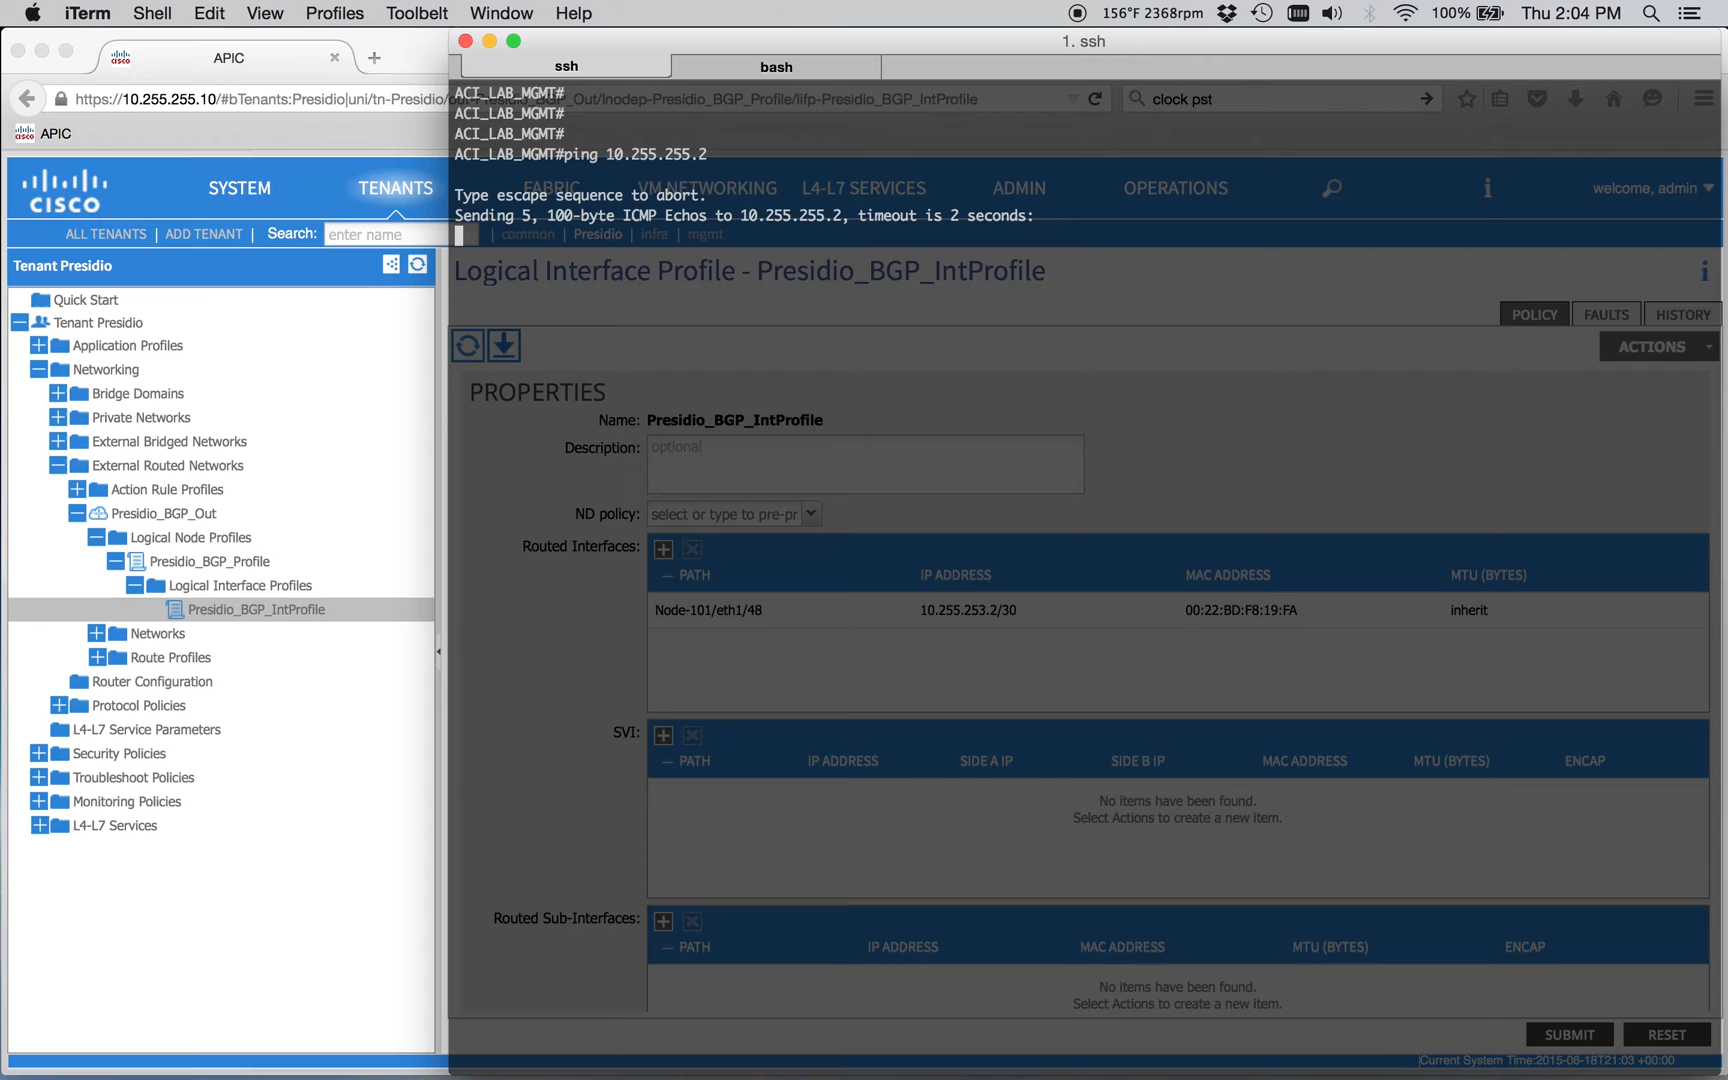 iTerm Shell Edit View Profiles Toolbelt Window Help 156°F 2368rpm 100% Thu 2:04 PM
1. ssh
APIC
ssh bash
https://10.255.255.10/#bTenants:Presidio|uni/tn-Presidio/out-Presidio_BGP_Out/lnodep-Presidio_BGP_Profile/lifp-Presidio_BGP_IntProfile clock pst
APIC
ACI_LAB_MGMT#
ACI_LAB_MGMT#
ACI_LAB_MGMT#
ACI_LAB_MGMT#ping 10.255.255.2
Type escape sequence to abort.
Sending 5, 100-byte ICMP Echos to 10.255.255.2, timeout is 2 seconds:
CISCO SYSTEM TENANTS FABRIC VM NETWORKING L4-L7 SERVICES ADMIN OPERATIONS welcome, admin
ALL TENANTS | ADD TENANT | Search: enter name | common | Presidio | infra | mgmt
Tenant Presidio
Quick Start
Tenant Presidio
Application Profiles
Networking
Bridge Domains
Private Networks
External Bridged Networks
External Routed Networks
Action Rule Profiles
Presidio_BGP_Out
Logical Node Profiles
Presidio_BGP_Profile
Logical Interface Profiles
Presidio_BGP_IntProfile
Networks
Route Profiles
Router Configuration
Protocol Policies
L4-L7 Service Parameters
Security Policies
Troubleshoot Policies
Monitoring Policies
L4-L7 Services
Logical Interface Profile - Presidio_BGP_IntProfile
POLICY FAULTS HISTORY
ACTIONS
PROPERTIES
Name: Presidio_BGP_IntProfile
Description: optional
ND policy: select or type to pre-pr
Routed Interfaces:
PATH IP ADDRESS MAC ADDRESS MTU (BYTES)
Node-101/eth1/48 10.255.253.2/30 00:22:BD:F8:19:FA inherit
SVI:
PATH IP ADDRESS SIDE A IP SIDE B IP MAC ADDRESS MTU (BYTES) ENCAP
No items have been found.
Select Actions to create a new item.
Routed Sub-Interfaces:
PATH IP ADDRESS MAC ADDRESS MTU (BYTES) ENCAP
No items have been found.
Select Actions to create a new item.
SUBMIT RESET
Current System Time:2015-06-18T21:03 +00:00